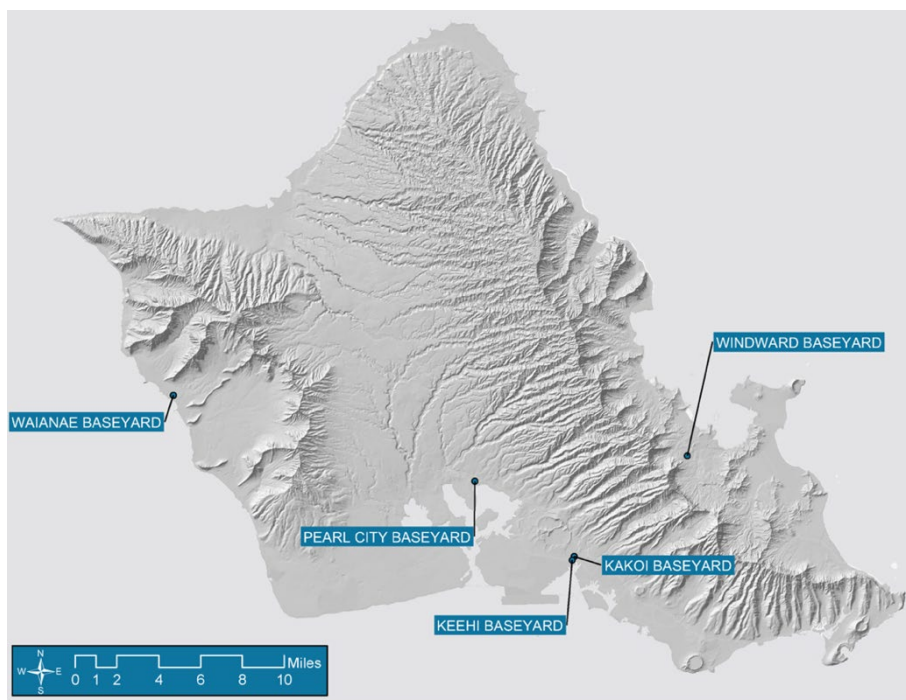 WINDWARD BASEYARD
WAIANAE BASEYARD
PEARL CITY BASEYARD
KAKOI BASEYARD
KEEHI BASEYARD
N
W E
S
Miles
0 1 2 4 6 8 10